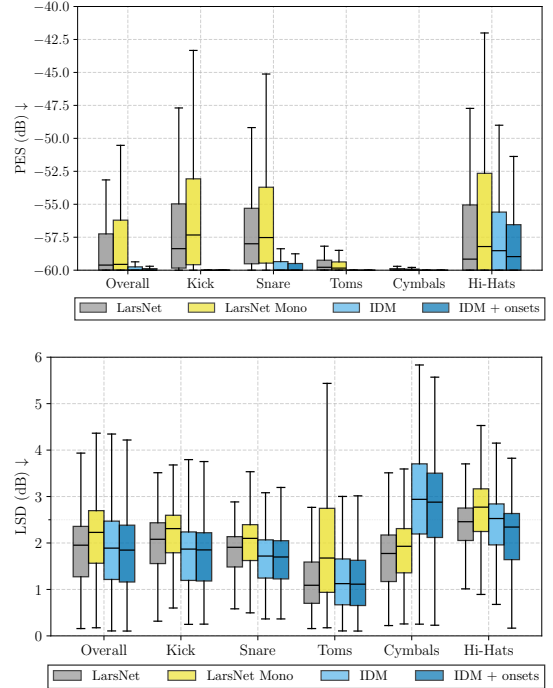 −40.0
−42.5
−45.0
−47.5
−50.0
−52.5
−55.0
−57.5
−60.0
PES (dB) ↓
Overall Kick Snare Toms Cymbals Hi-Hats
LarsNet LarsNet Mono IDM IDM + onsets
6
5
4
3
2
1
0
LSD (dB) ↓
Overall Kick Snare Toms Cymbals Hi-Hats
LarsNet LarsNet Mono IDM IDM + onsets